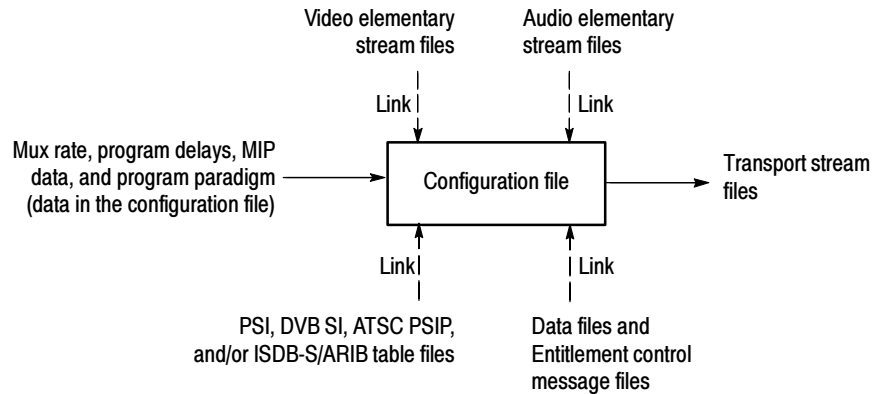 Video elementary
stream files
Audio elementary
stream files
Link
Link
Mux rate, program delays, MIP
data, and program paradigm
(data in the configuration file)
Configuration file
Transport stream
files
Link
Link
PSI, DVB SI, ATSC PSIP,
and/or ISDB-S/ARIB table files
Data files and
Entitlement control
message files